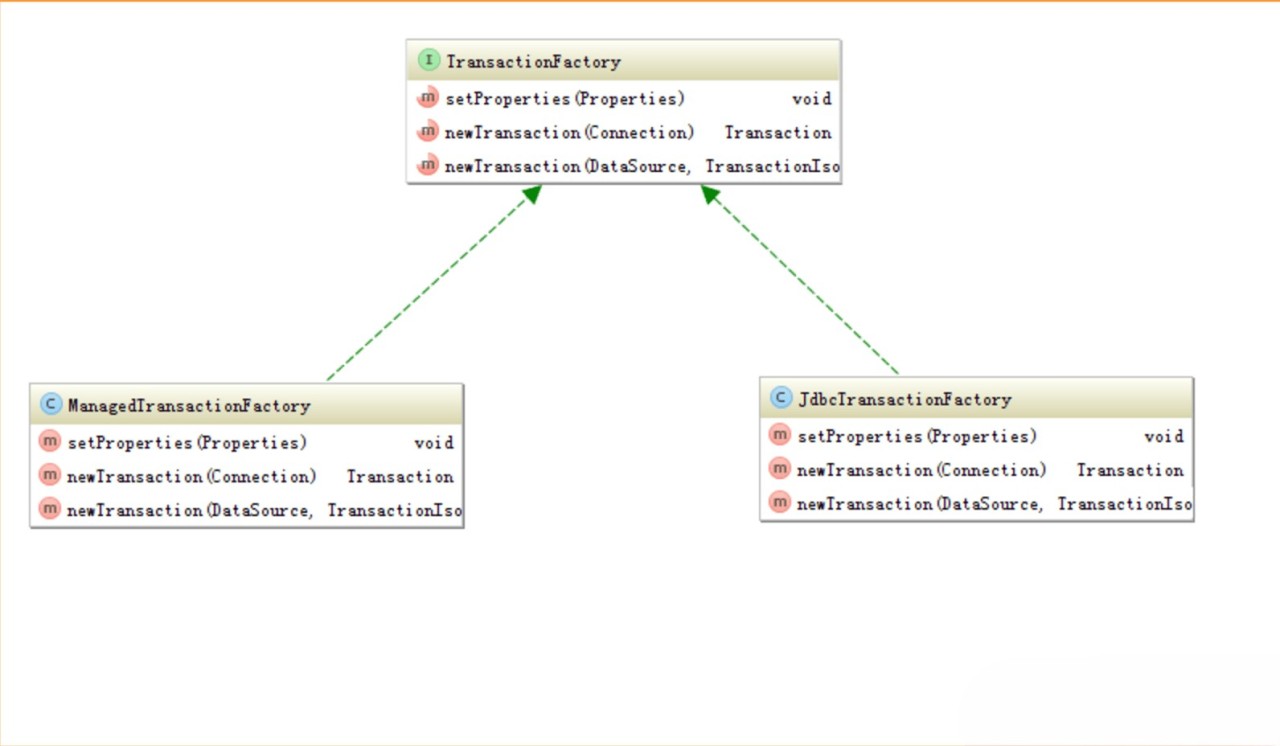 I TransactionFactory
m setProperties(Properties) void
m newTransaction(Connection) Transaction
m newTransaction(DataSource, TransactionIso
C ManagedTransactionFactory
m setProperties(Properties) void
m newTransaction(Connection) Transaction
m newTransaction(DataSource, TransactionIso
C JdbcTransactionFactory
m setProperties(Properties) void
m newTransaction(Connection) Transaction
m newTransaction(DataSource, TransactionIso